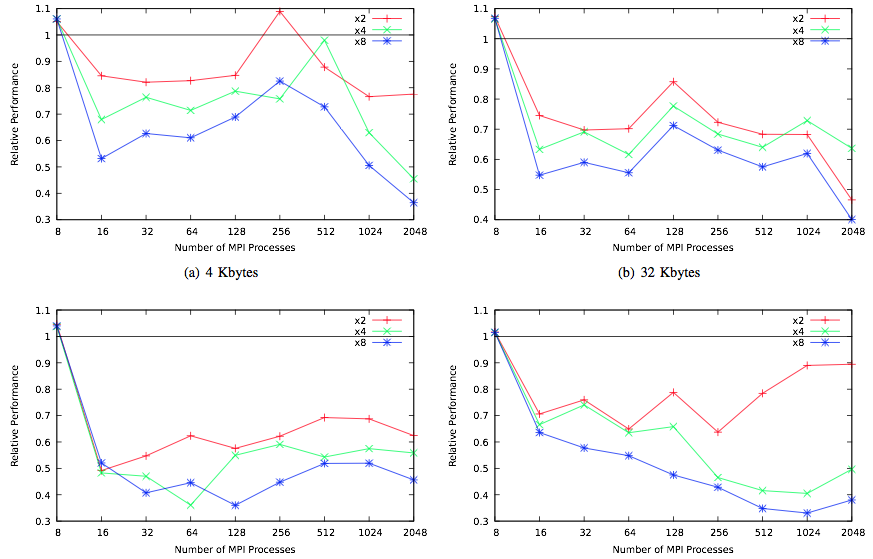 1.1
1
0.9
0.8
0.7
0.6
0.5
0.4
0.3
Relative Performance
x2
x4
x8
8 16 32 64 128 256 512 1024 2048
Number of MPI Processes
(a) 4 Kbytes
1.1
1
0.9
0.8
0.7
0.6
0.5
0.4
Relative Performance
x2
x4
x8
8 16 32 64 128 256 512 1024 2048
Number of MPI Processes
(b) 32 Kbytes
1.1
1
0.9
0.8
0.7
0.6
0.5
0.4
0.3
Relative Performance
x2
x4
x8
8 16 32 64 128 256 512 1024 2048
Number of MPI Processes
1.1
1
0.9
0.8
0.7
0.6
0.5
0.4
0.3
Relative Performance
x2
x4
x8
8 16 32 64 128 256 512 1024 2048
Number of MPI Processes